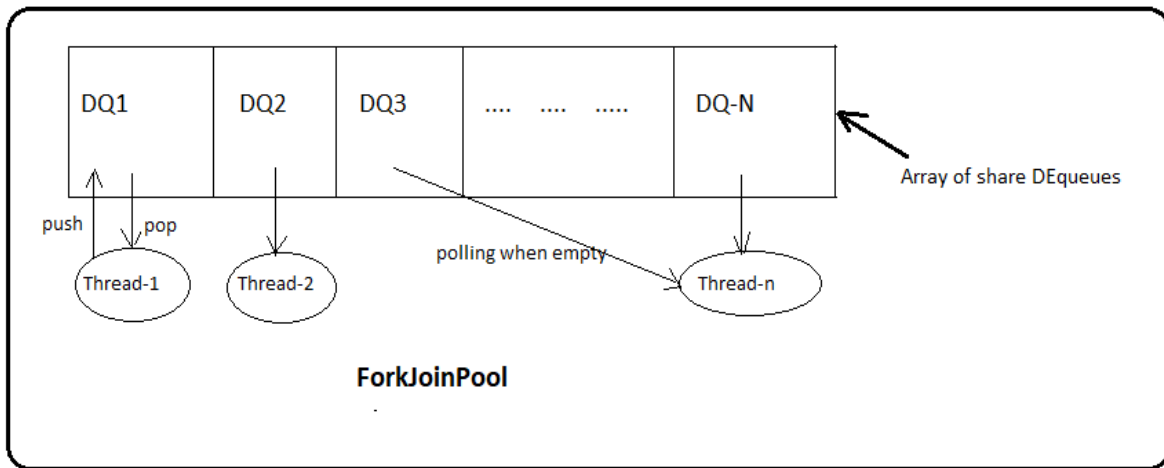 DQ1 DQ2 DQ3 .... .... ..... DQ-N
Array of share DEqueues
push pop
polling when empty
Thread-1 Thread-2 Thread-n
ForkJoinPool
.